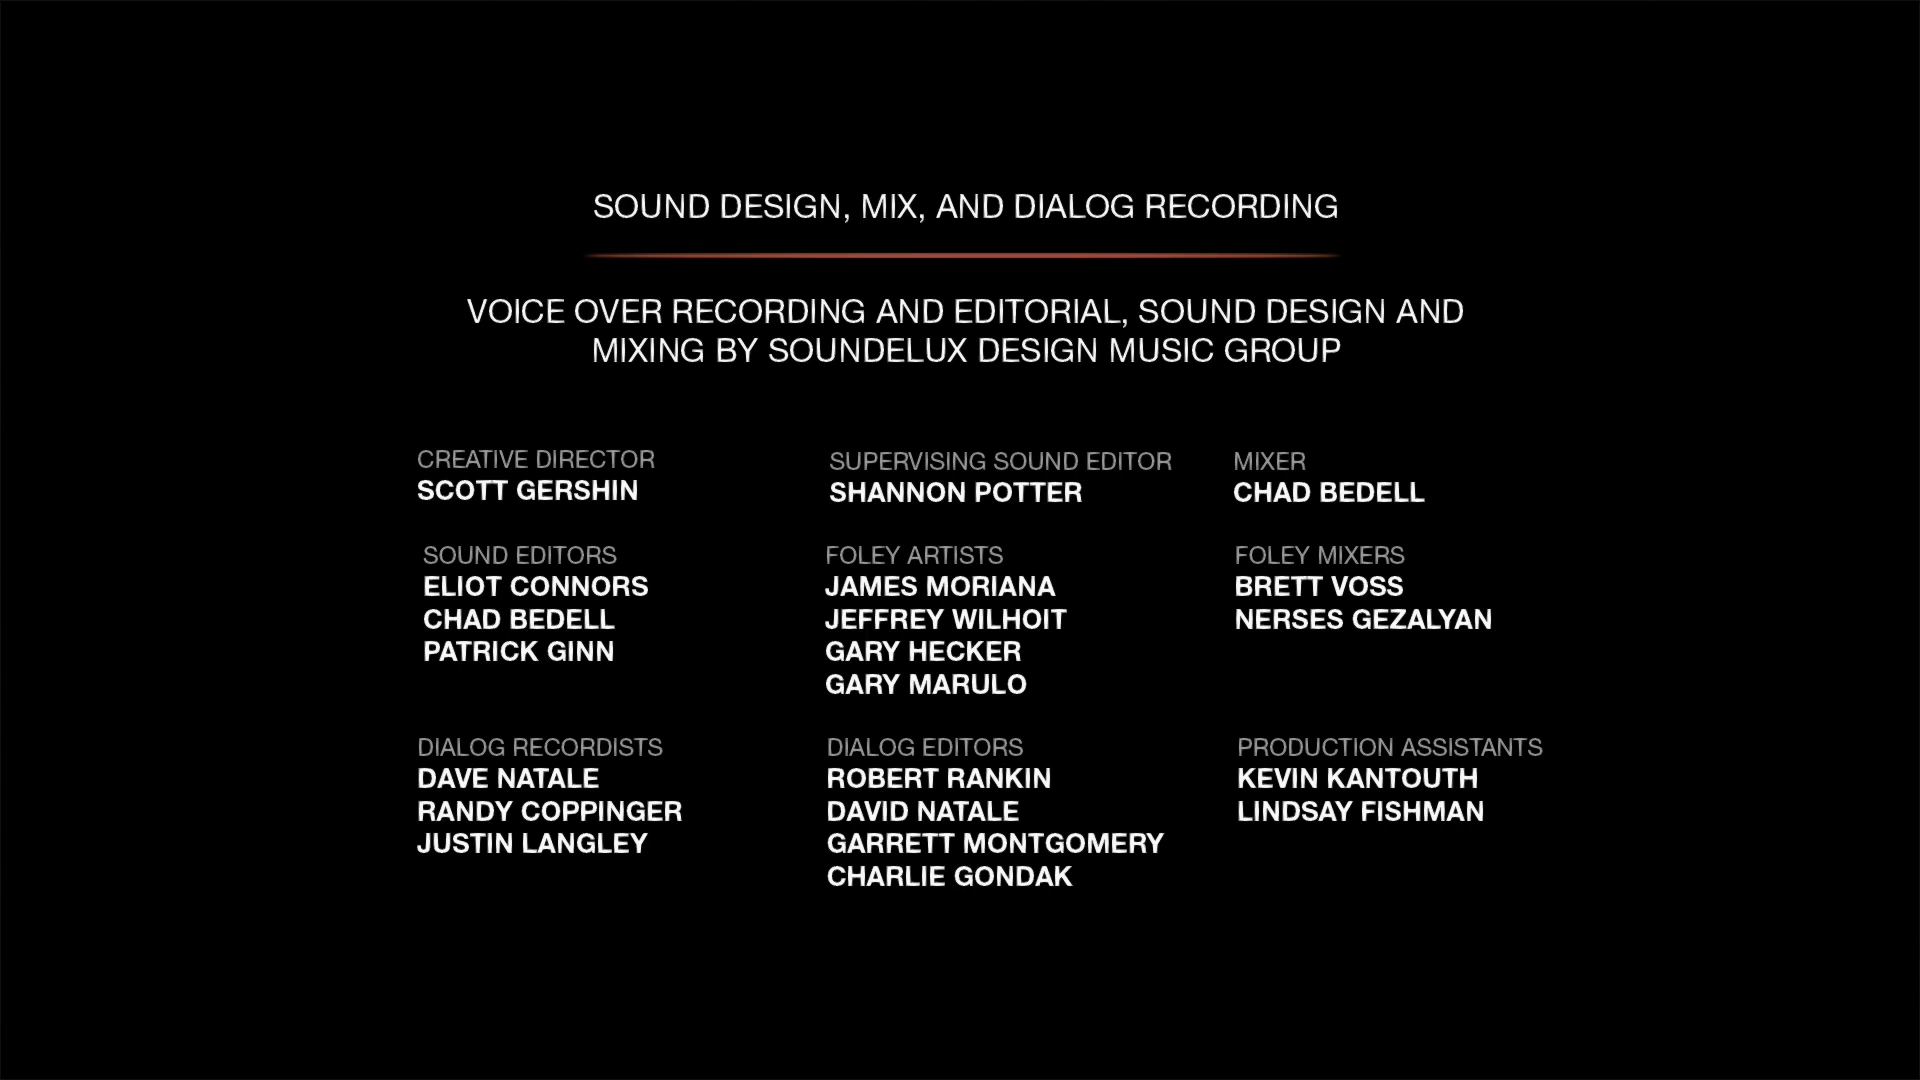 SOUND DESIGN, MIX, AND DIALOG RECORDING
VOICE OVER RECORDING AND EDITORIAL, SOUND DESIGN AND
MIXING BY SOUNDELUX DESIGN MUSIC GROUP
CREATIVE DIRECTOR
SCOTT GERSHIN
SUPERVISING SOUND EDITOR
SHANNON POTTER
MIXER
CHAD BEDELL
SOUND EDITORS
ELIOT CONNORS
CHAD BEDELL
PATRICK GINN
FOLEY ARTISTS
JAMES MORIANA
JEFFREY WILHOIT
GARY HECKER
GARY MARULO
FOLEY MIXERS
BRETT VOSS
NERSES GEZALYAN
DIALOG RECORDISTS
DAVE NATALE
RANDY COPPINGER
JUSTIN LANGLEY
DIALOG EDITORS
ROBERT RANKIN
DAVID NATALE
GARRETT MONTGOMERY
CHARLIE GONDAK
PRODUCTION ASSISTANTS
KEVIN KANTOUTH
LINDSAY FISHMAN